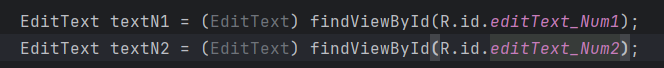 EditText textN1 = (EditText) findViewById(R.id.editText_Num1);
EditText textN2 = (EditText) findViewById(R.id.editText_Num2);